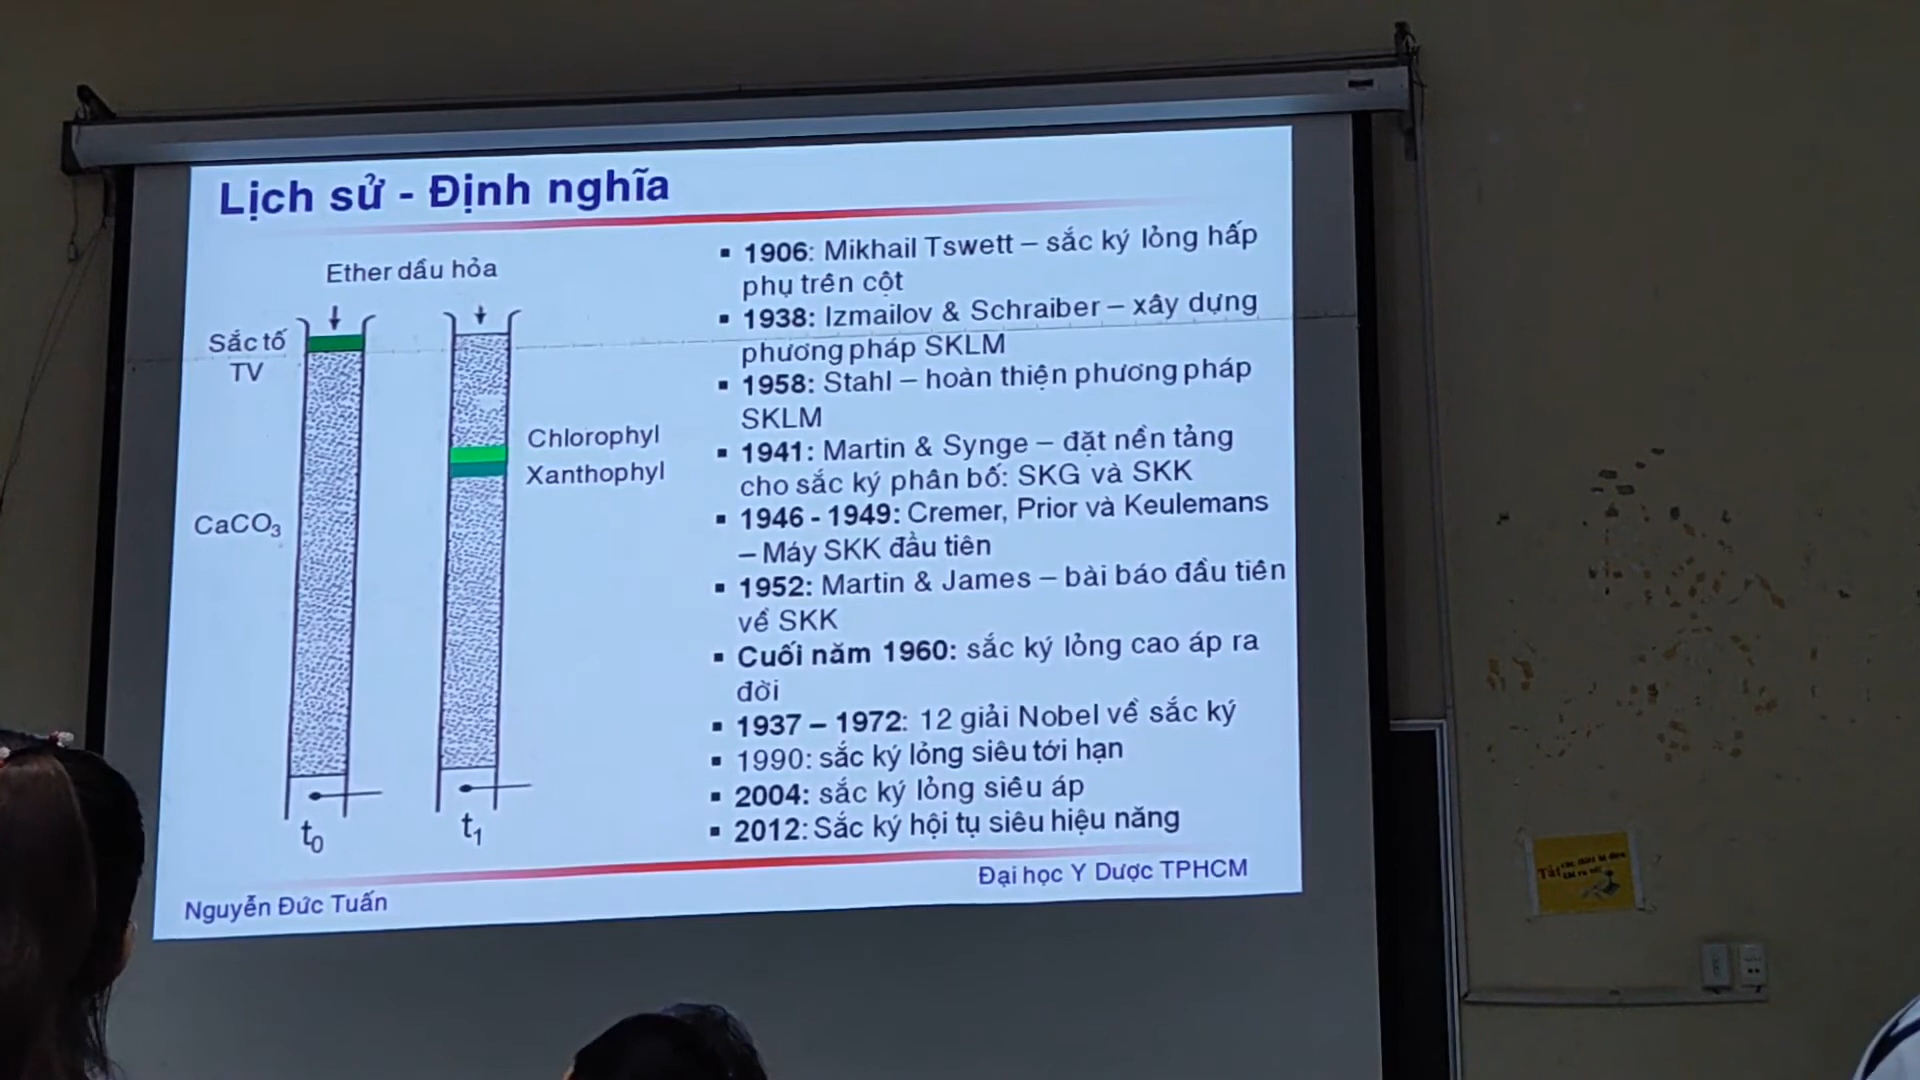 Lịch sử - Định nghĩa
Ether dầu hỏa
Sắc tố
TV
CaCO3
Chlorophyl
Xanthophyl
t0
t1
▪ 1906: Mikhail Tswett – sắc ký lỏng hấp
phụ trên cột
▪ 1938: Izmailov & Schraiber – xây dựng
phương pháp SKLM
▪ 1958: Stahl – hoàn thiện phương pháp
SKLM
▪ 1941: Martin & Synge – đặt nền tảng
cho sắc ký phân bố: SKG và SKK
▪ 1946 - 1949: Cremer, Prior và Keulemans
– Máy SKK đầu tiên
▪ 1952: Martin & James – bài báo đầu tiên
về SKK
▪ Cuối năm 1960: sắc ký lỏng cao áp ra
đời
▪ 1937 – 1972: 12 giải Nobel về sắc ký
▪ 1990: sắc ký lỏng siêu tới hạn
▪ 2004: sắc ký lỏng siêu áp
▪ 2012: Sắc ký hội tụ siêu hiệu năng
Nguyễn Đức Tuấn
Đại học Y Dược TPHCM
Tắt